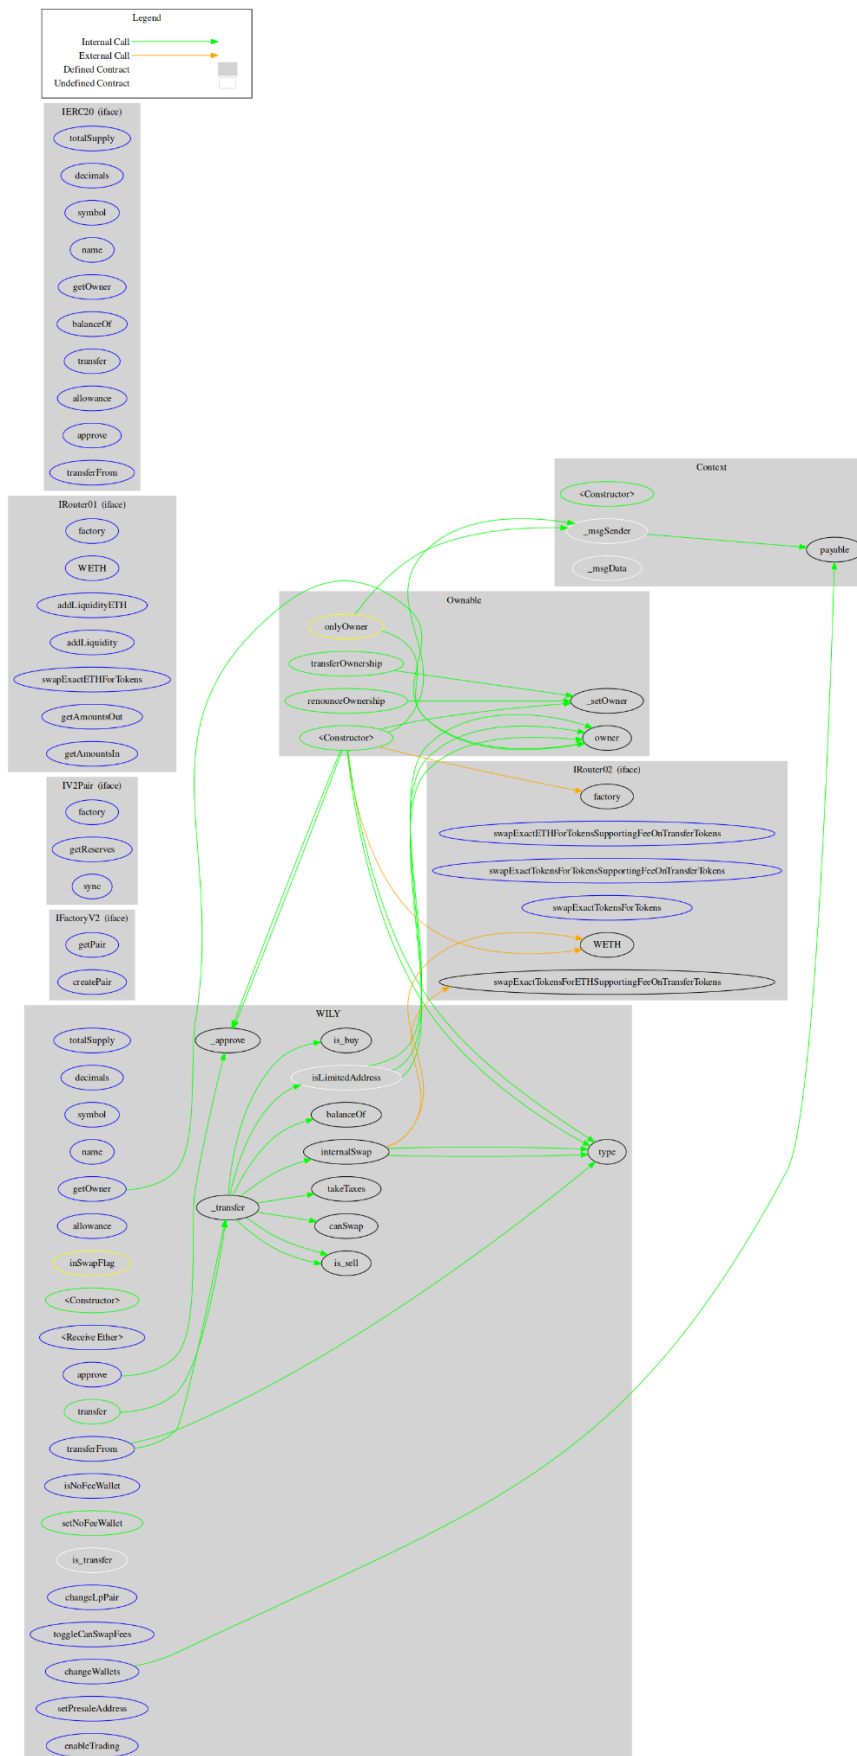 Legend
Internal Call
External Call
Defined Contract
Undefined Contract
IERC20 (iface)
totalSupply
decimals
symbol
name
getOwner
balanceOf
transfer
allowance
approve
transferFrom
IRouter01 (iface)
factory
WETH
addLiquidityETH
addLiquidity
swapExactETHForTokens
getAmountsOut
getAmountsIn
IV2Pair (iface)
factory
getReserves
sync
IFactoryV2 (iface)
getPair
createPair
Context
<Constructor>
_msgSender
_msgData
payable
Ownable
onlyOwner
transferOwnership
renounceOwnership
<Constructor>
_setOwner
owner
IRouter02 (iface)
factory
swapExactETHForTokensSupportingFeeOnTransferTokens
swapExactTokensForTokensSupportingFeeOnTransferTokens
swapExactTokensForTokens
WETH
swapExactTokensForETHSupportingFeeOnTransferTokens
WILY
totalSupply
decimals
symbol
name
getOwner
allowance
inSwapFlag
<Constructor>
<Receive Ether>
approve
transfer
transferFrom
isNoFeeWallet
setNoFeeWallet
is_transfer
changeLpPair
toggleCanSwapFees
changeWallets
setPresaleAddress
enableTrading
_approve
_transfer
is_buy
isLimitedAddress
balanceOf
internalSwap
takeTaxes
canSwap
is_sell
type